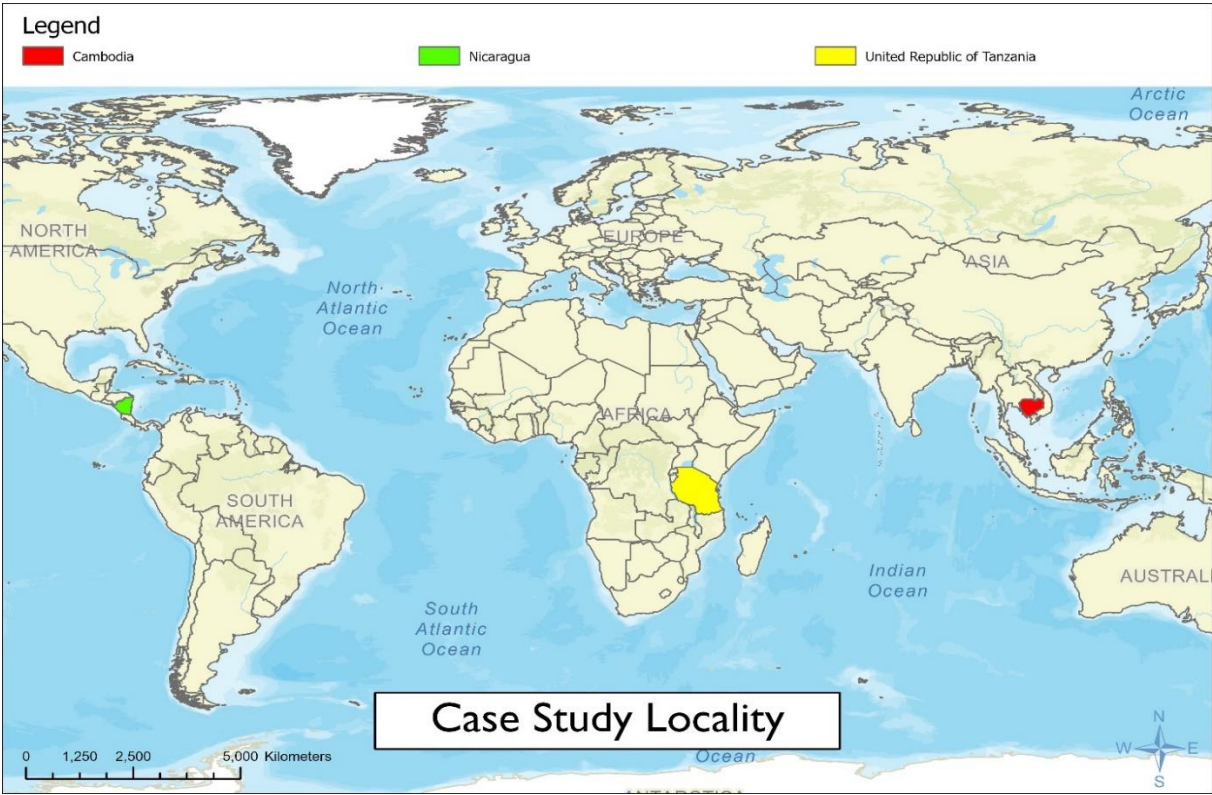 Legend
Cambodia
Nicaragua
United Republic of Tanzania
Arctic
Ocean
NORTH
AMERICA
EUROPE
ASIA
North
Atlantic
Ocean
AFRICA
SOUTH
AMERICA
Indian
Ocean
AUSTRALI
South
Atlantic
Ocean
Case Study Locality
N
W E
S
0 1,250 2,500 5,000 Kilometers
Ocean
ANTARCTICA